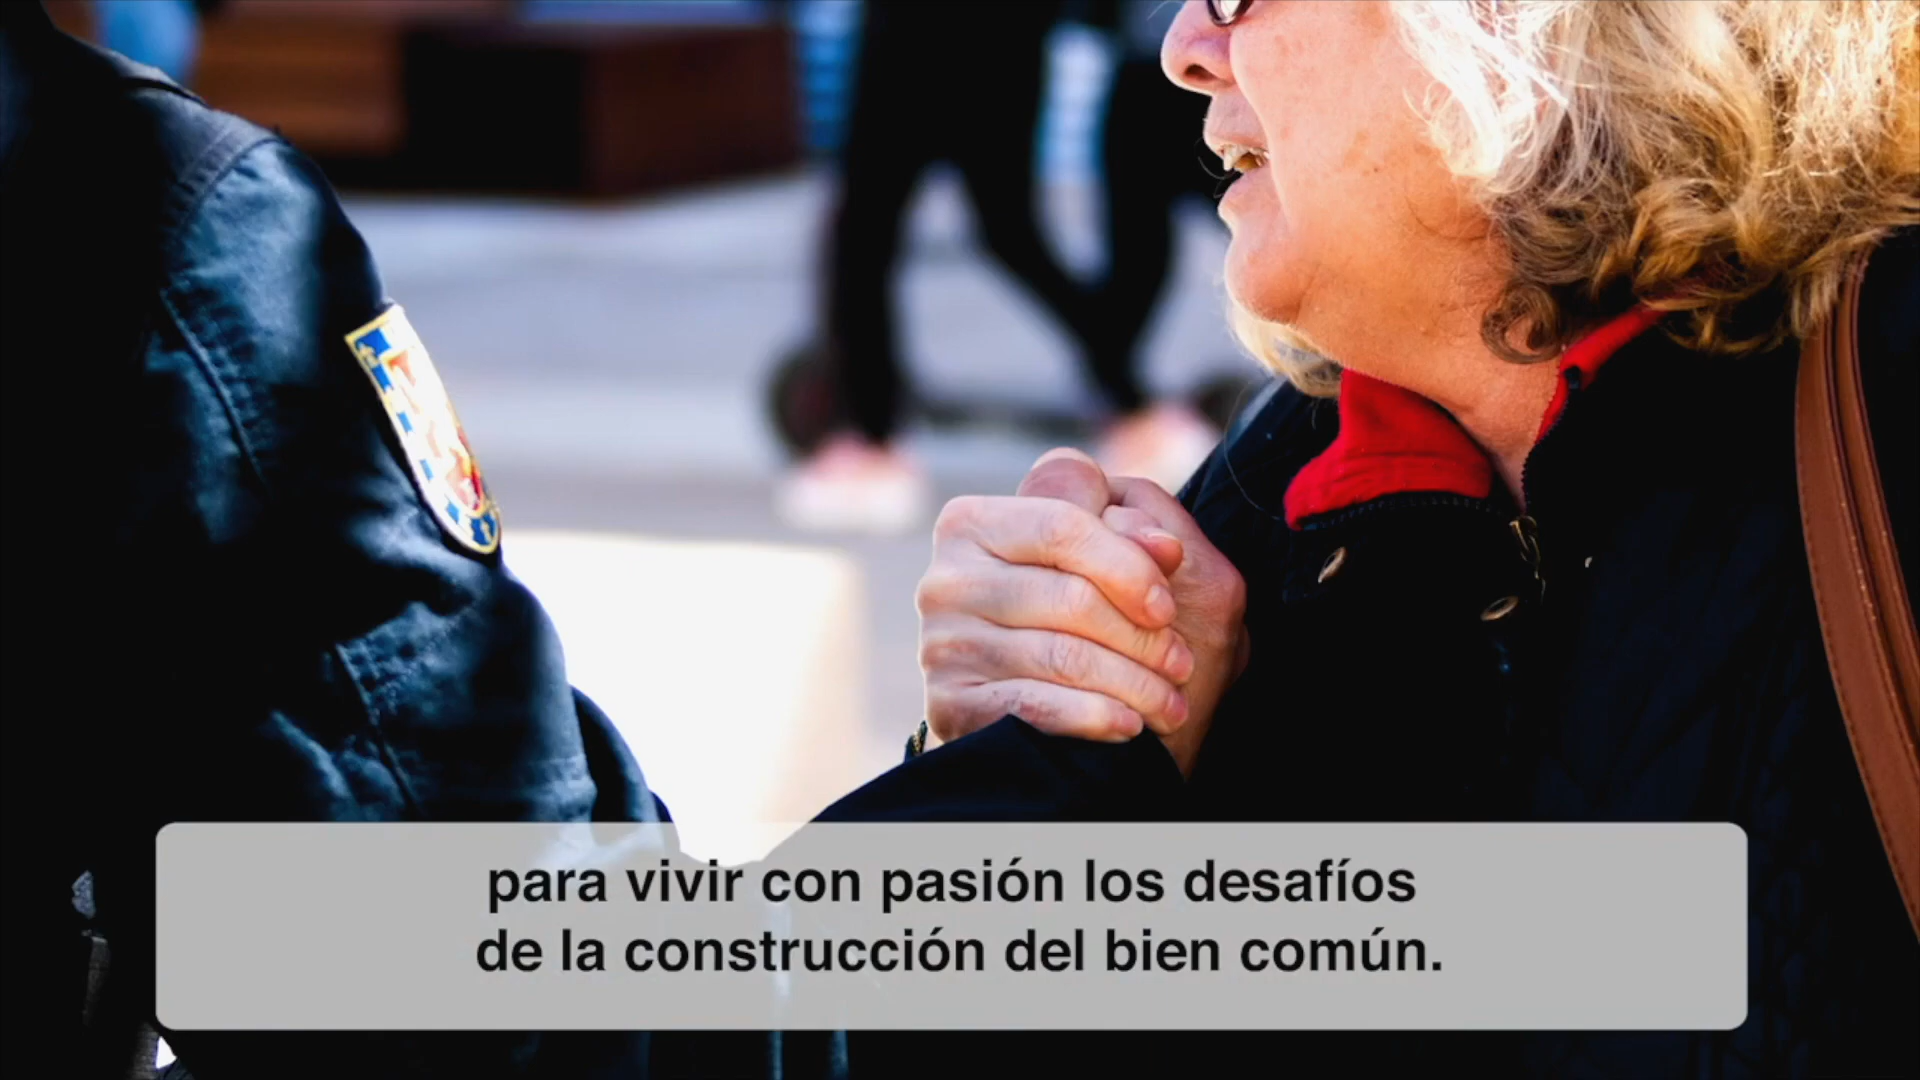 para vivir con pasión los desafíos
de la construcción del bien común.